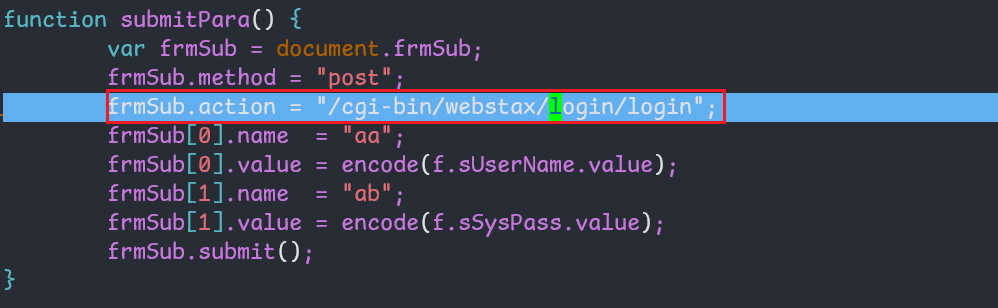 function submitPara() {
        var frmSub = document.frmSub;
        frmSub.method = "post";
        frmSub.action = "/cgi-bin/webstax/login/login";
        frmSub[0].name  = "aa";
        frmSub[0].value = encode(f.sUserName.value);
        frmSub[1].name  = "ab";
        frmSub[1].value = encode(f.sSysPass.value);
        frmSub.submit();
}